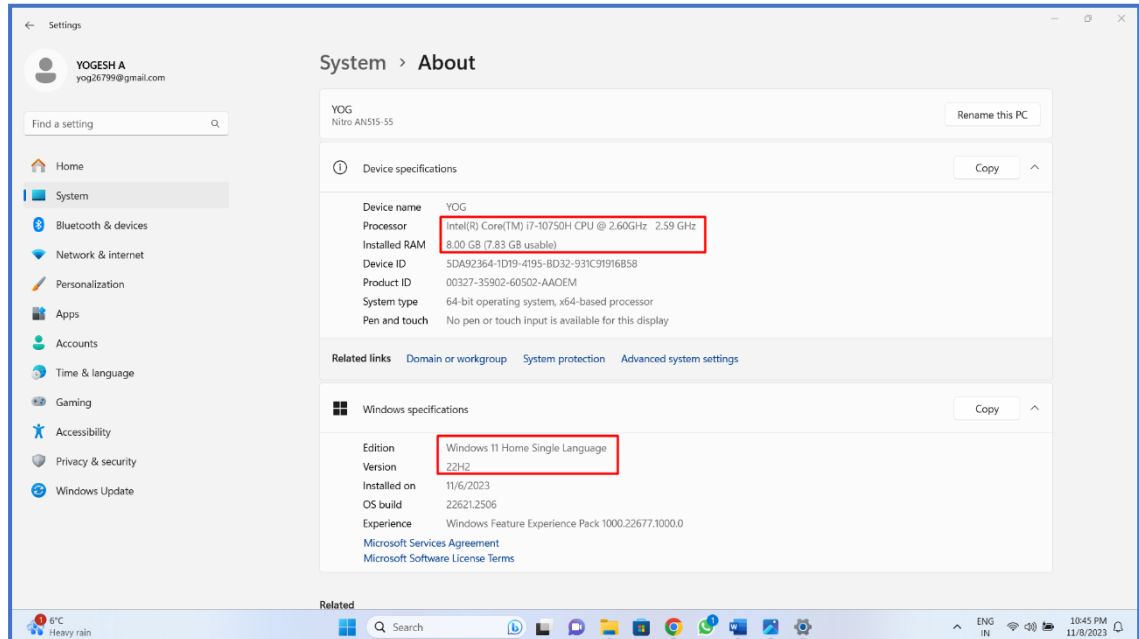 Settings
YOGESH A
yog26799@gmail.com
Find a setting
Home
System
Bluetooth & devices
Network & internet
Personalization
Apps
Accounts
Time & language
Gaming
Accessibility
Privacy & security
Windows Update
System > About
YOG
Nitro AN515-55
Rename this PC
Device specifications
Copy
Device name YOG
Processor Intel(R) Core(TM) i7-10750H CPU @ 2.60GHz 2.59 GHz
Installed RAM 8.00 GB (7.83 GB usable)
Device ID 5DA92364-1D19-4195-BD32-931C91916B58
Product ID 00327-35902-60502-AAOEM
System type 64-bit operating system, x64-based processor
Pen and touch No pen or touch input is available for this display
Related links Domain or workgroup System protection Advanced system settings
Windows specifications
Copy
Edition Windows 11 Home Single Language
Version 22H2
Installed on 11/6/2023
OS build 22621.2506
Experience Windows Feature Experience Pack 1000.22677.1000.0
Microsoft Services Agreement
Microsoft Software License Terms
Related
1
6°C
Heavy rain
Search
ENG
IN
10:45 PM
11/8/2023